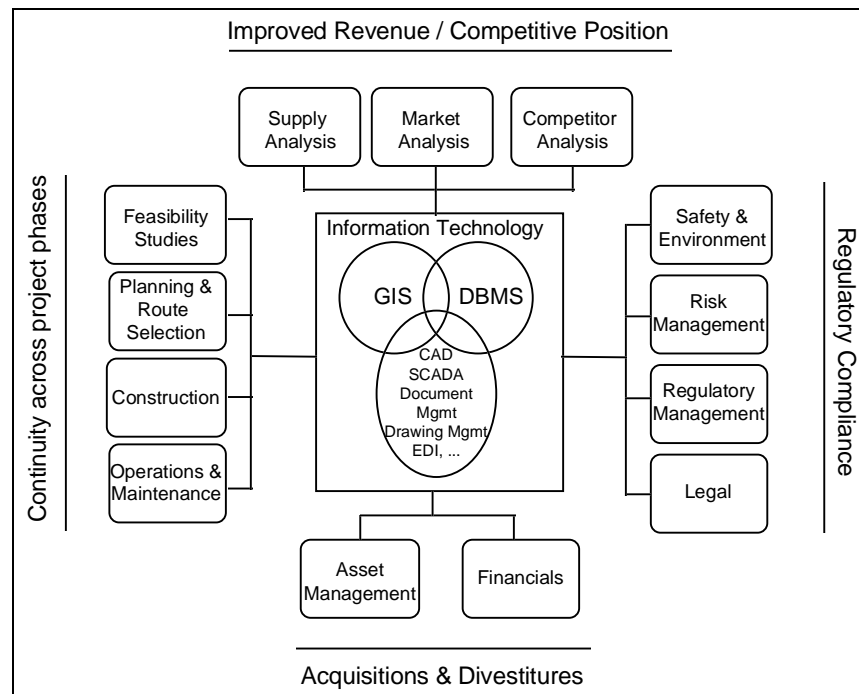 Improved Revenue / Competitive Position
Supply
Analysis
Market
Analysis
Competitor
Analysis
Continuity across project phases
Feasibility
Studies
Planning &
Route
Selection
Construction
Operations &
Maintenance
Information Technology
GIS
DBMS
CAD
SCADA
Document
Mgmt
Drawing Mgmt
EDI, ...
Safety &
Environment
Risk
Management
Regulatory
Management
Legal
Regulatory Compliance
Asset
Management
Financials
Acquisitions & Divestitures